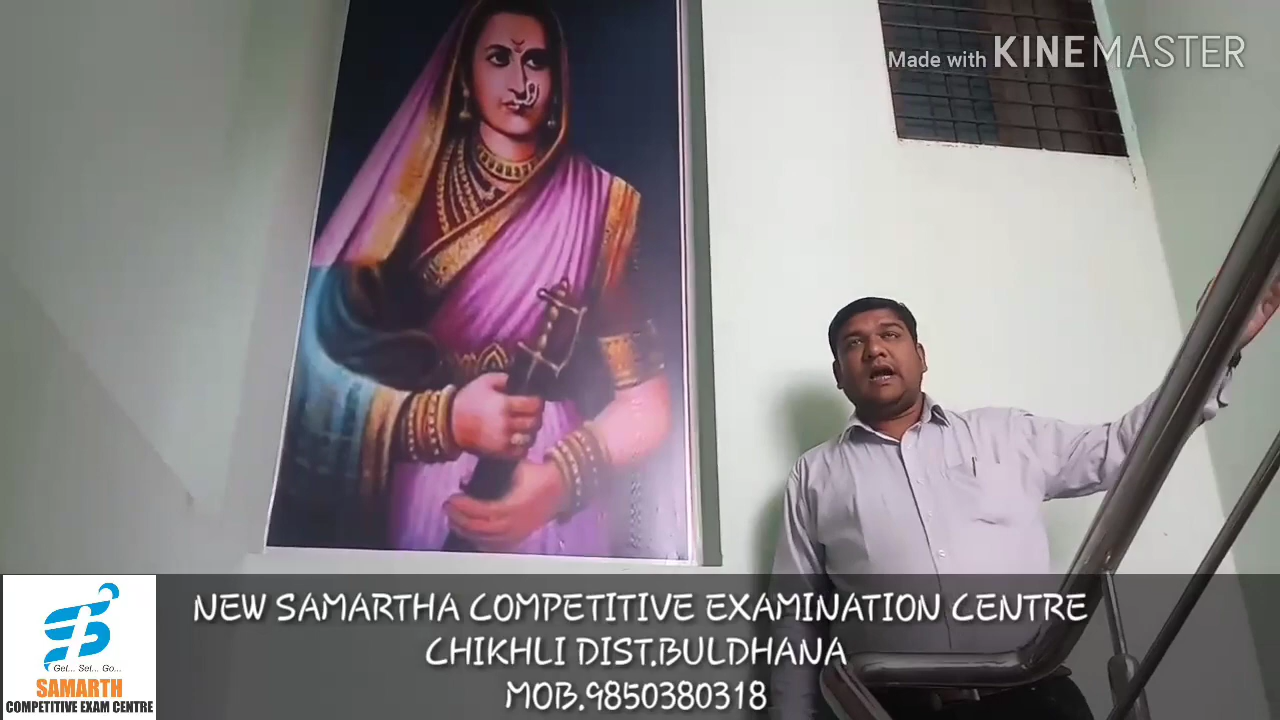 Made with KINEMASTER
NEW SAMARTHA COMPETITIVE EXAMINATION CENTRE
CHIKHLI DIST.BULDHANA
MOB.9850380318
Get... Set... Go...
SAMARTH
COMPETITIVE EXAM CENTRE